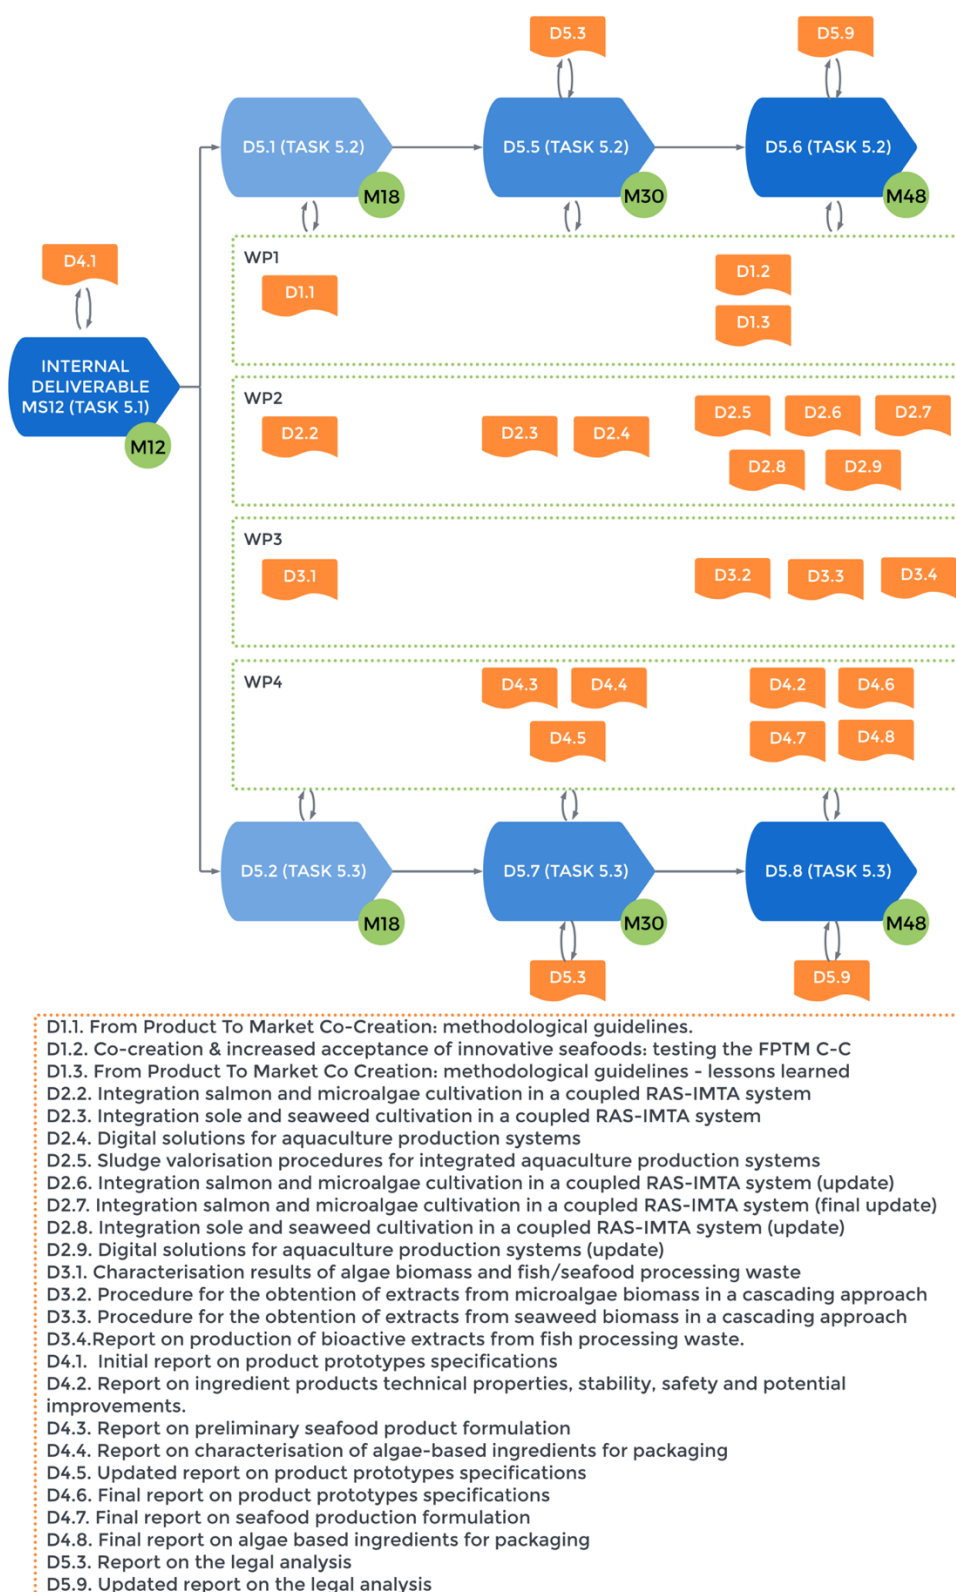 D5.3
D5.9
D5.1 (TASK 5.2)
D5.5 (TASK 5.2)
D5.6 (TASK 5.2)
M18
M30
M48
D4.1
INTERNAL
DELIVERABLE
MS12 (TASK 5.1)
M12
WP1
D1.1
D1.2
D1.3
WP2
D2.2
D2.3
D2.4
D2.5
D2.6
D2.7
D2.8
D2.9
WP3
D3.1
D3.2
D3.3
D3.4
WP4
D4.3
D4.4
D4.5
D4.2
D4.6
D4.7
D4.8
D5.2 (TASK 5.3)
D5.7 (TASK 5.3)
D5.8 (TASK 5.3)
M18
M30
M48
D5.3
D5.9
D1.1. From Product To Market Co-Creation: methodological guidelines.
D1.2. Co-creation & increased acceptance of innovative seafoods: testing the FPTM C-C
D1.3. From Product To Market Co Creation: methodological guidelines - lessons learned
D2.2. Integration salmon and microalgae cultivation in a coupled RAS-IMTA system
D2.3. Integration sole and seaweed cultivation in a coupled RAS-IMTA system
D2.4. Digital solutions for aquaculture production systems
D2.5. Sludge valorisation procedures for integrated aquaculture production systems
D2.6. Integration salmon and microalgae cultivation in a coupled RAS-IMTA system (update)
D2.7. Integration salmon and microalgae cultivation in a coupled RAS-IMTA system (final update)
D2.8. Integration sole and seaweed cultivation in a coupled RAS-IMTA system (update)
D2.9. Digital solutions for aquaculture production systems (update)
D3.1. Characterisation results of algae biomass and fish/seafood processing waste
D3.2. Procedure for the obtention of extracts from microalgae biomass in a cascading approach
D3.3. Procedure for the obtention of extracts from seaweed biomass in a cascading approach
D3.4.Report on production of bioactive extracts from fish processing waste.
D4.1. Initial report on product prototypes specifications
D4.2. Report on ingredient products technical properties, stability, safety and potential
improvements.
D4.3. Report on preliminary seafood product formulation
D4.4. Report on characterisation of algae-based ingredients for packaging
D4.5. Updated report on product prototypes specifications
D4.6. Final report on product prototypes specifications
D4.7. Final report on seafood production formulation
D4.8. Final report on algae based ingredients for packaging
D5.3. Report on the legal analysis
D5.9. Updated report on the legal analysis